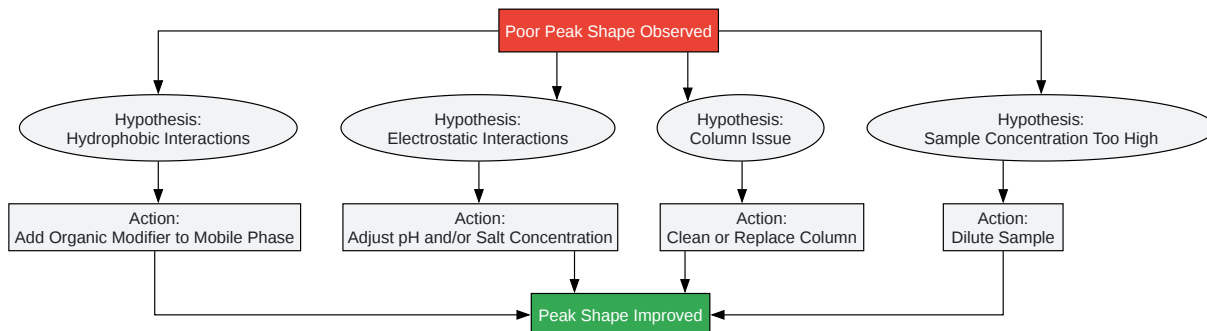 Poor Peak Shape Observed
Hypothesis:
Hydrophobic Interactions
Hypothesis:
Electrostatic Interactions
Hypothesis:
Column Issue
Hypothesis:
Sample Concentration Too High
Action:
Add Organic Modifier to Mobile Phase
Action:
Adjust pH and/or Salt Concentration
Action:
Clean or Replace Column
Action:
Dilute Sample
Peak Shape Improved